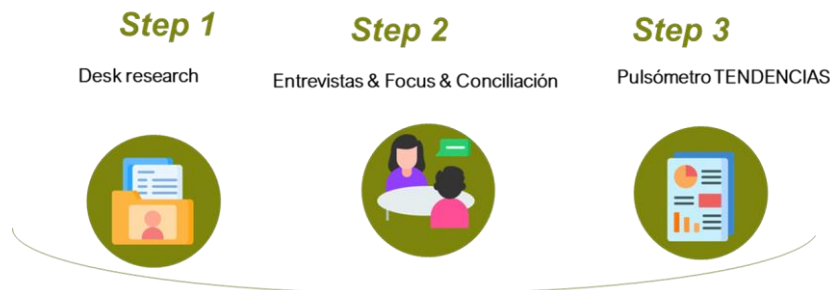 Step 1
Desk research
Step 2
Entrevistas & Focus & Conciliación
Step 3
Pulsómetro TENDENCIAS